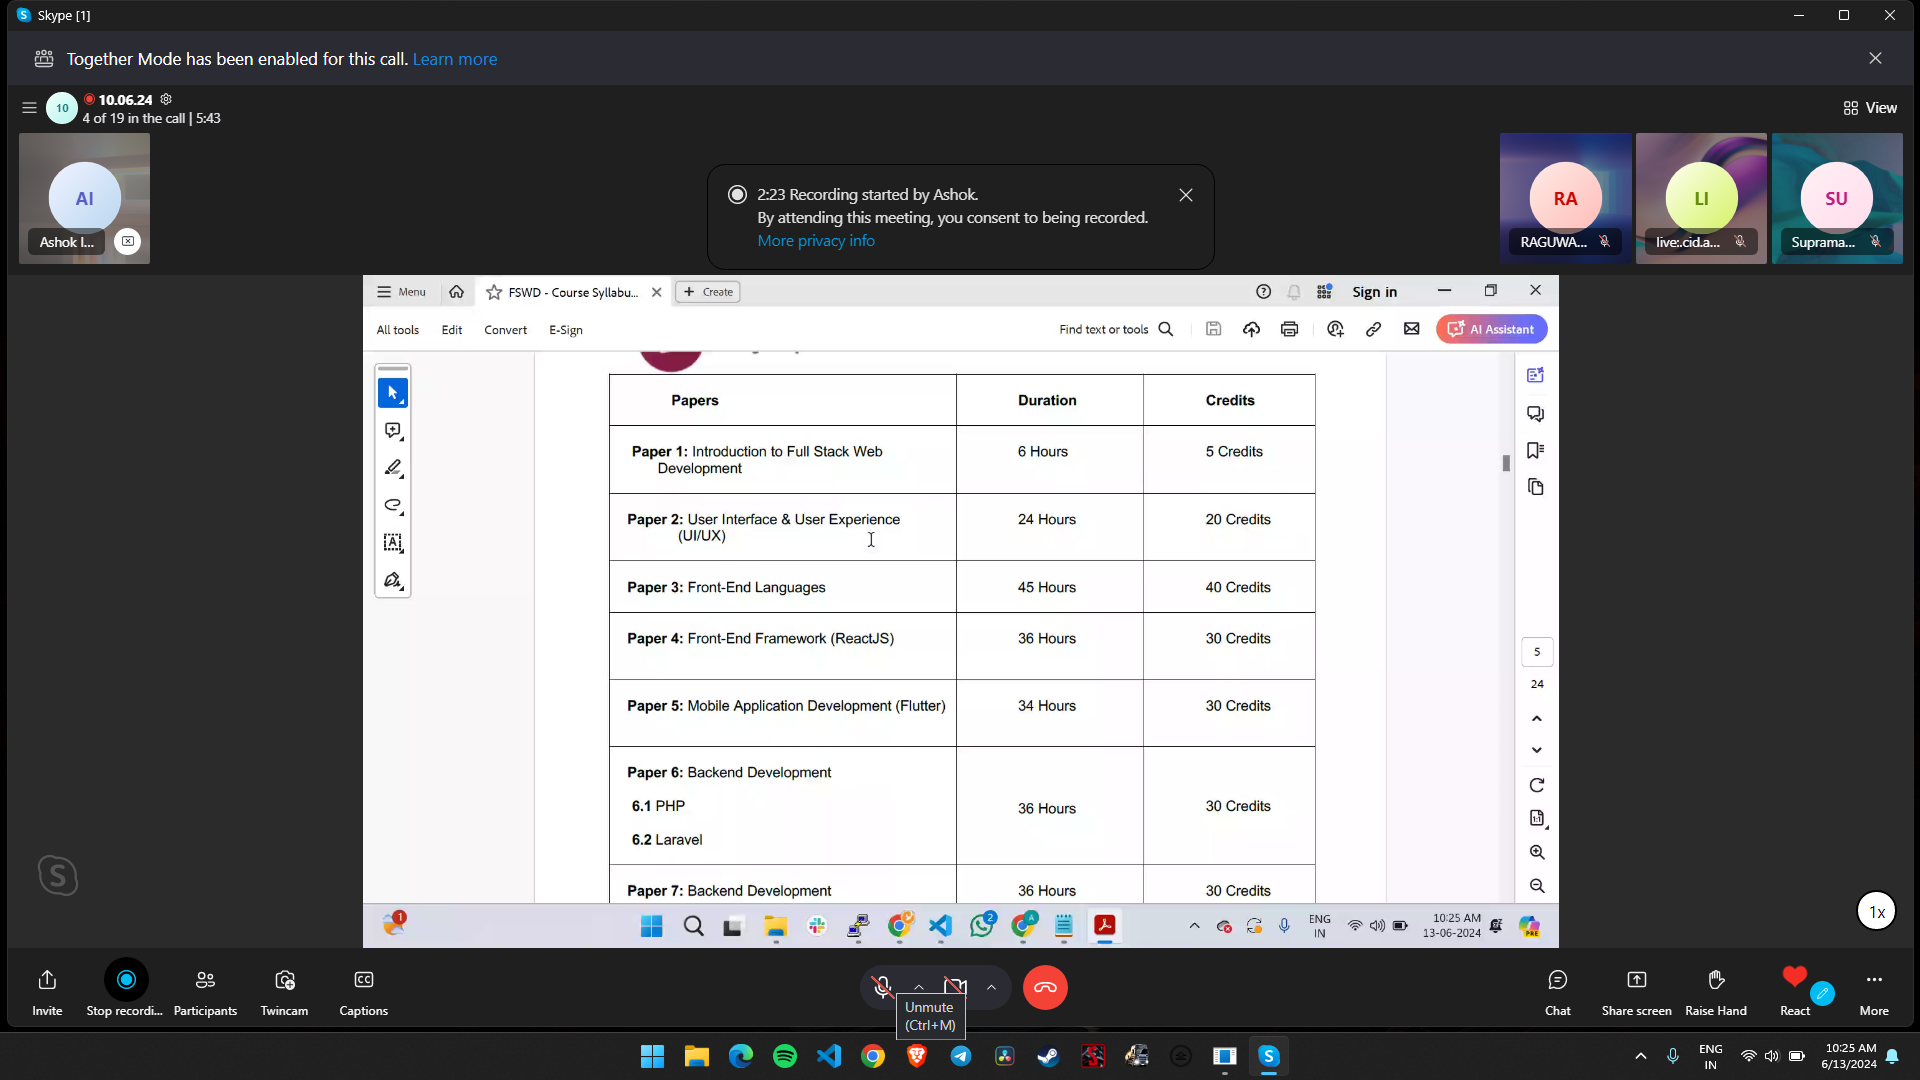 Skype [1]
Together Mode has been enabled for this call. Learn more
10
10.06.24
4 of 19 in the call | 5:43
View
AI
Ashok I...
2:23 Recording started by Ashok.
By attending this meeting, you consent to being recorded.
More privacy info
RA
RAGUWA...
LI
live:.cid.a...
SU
Suprama...
Menu
FSWD - Course Syllabu...
Create
Sign in
All tools
Edit
Convert
E-Sign
Find text or tools
AI Assistant
Papers Duration Credits
Paper 1: Introduction to Full Stack Web
Development
6 Hours 5 Credits
Paper 2: User Interface & User Experience
(UI/UX)
24 Hours 20 Credits
Paper 3: Front-End Languages 45 Hours 40 Credits
Paper 4: Front-End Framework (ReactJS) 36 Hours 30 Credits
Paper 5: Mobile Application Development (Flutter) 34 Hours 30 Credits
Paper 6: Backend Development
6.1 PHP
6.2 Laravel
36 Hours 30 Credits
Paper 7: Backend Development 36 Hours 30 Credits
5
24
1
2
A
ENG
IN
10:25 AM
13-06-2024
PRE
1x
Invite
Stop recordi...
Participants
Twincam
CC
Captions
Unmute
(Ctrl+M)
Chat
Share screen
Raise Hand
React
More
ENG
IN
10:25 AM
6/13/2024